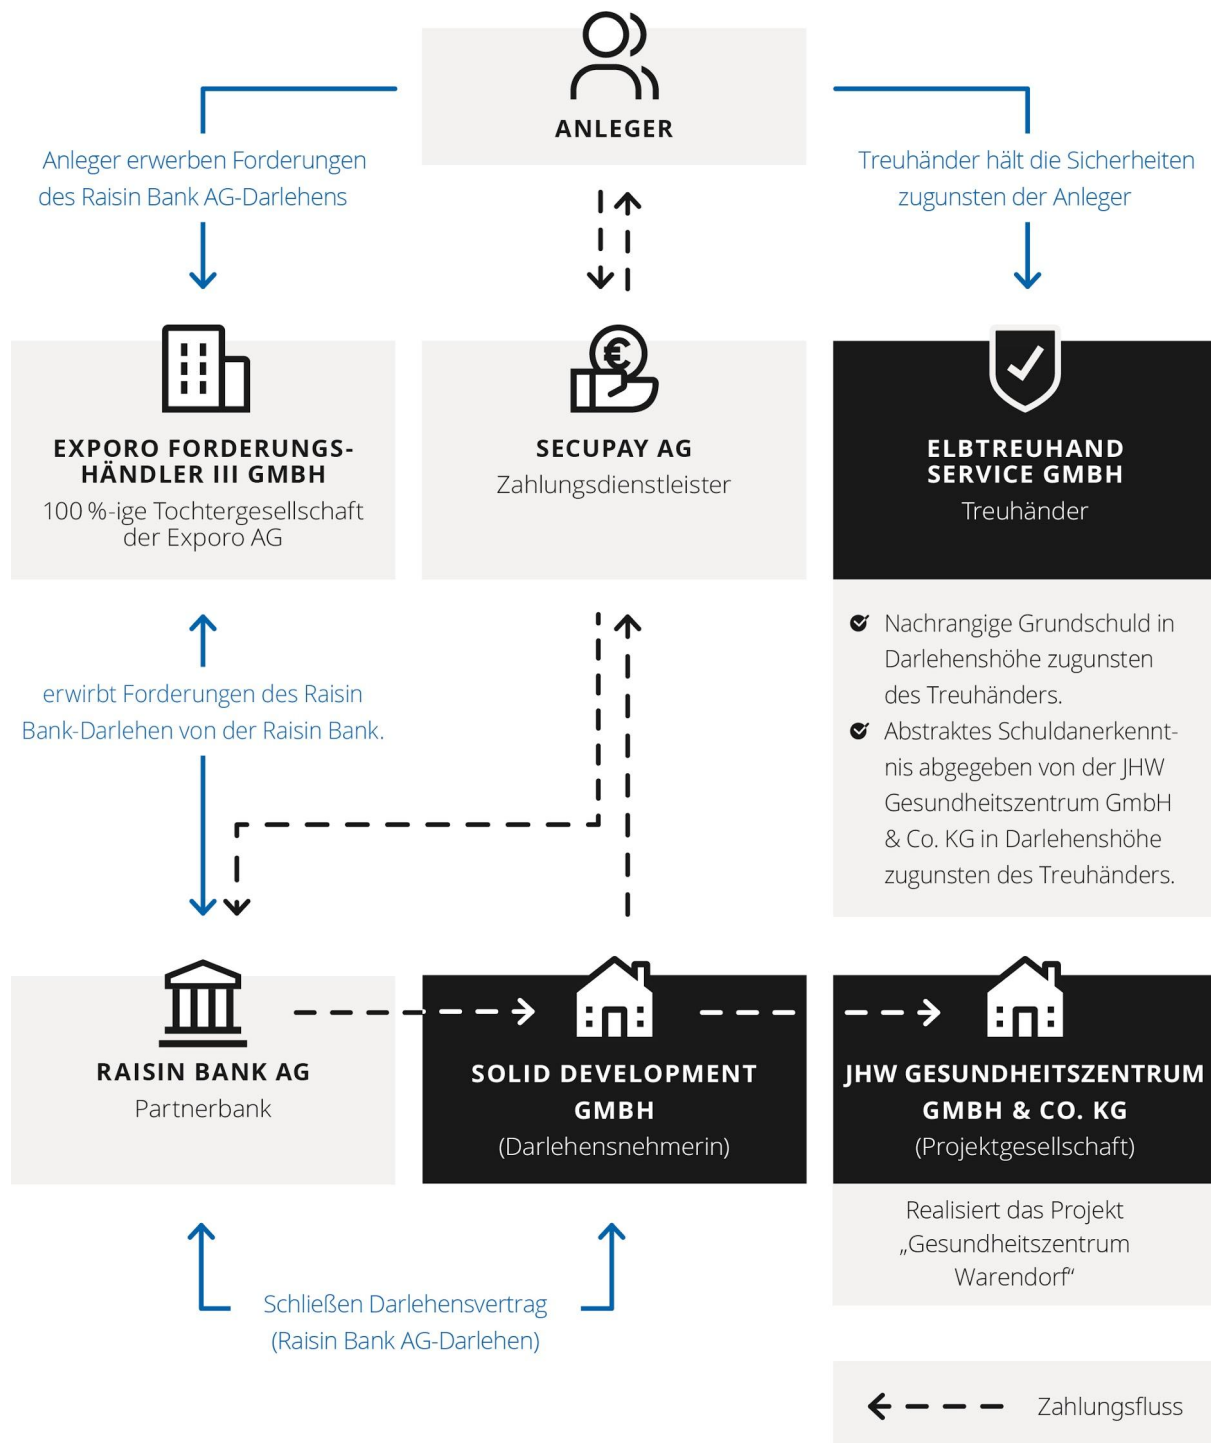 ANLEGER
Anleger erwerben Forderungen
des Raisin Bank AG-Darlehens
Treuhänder hält die Sicherheiten
zugunsten der Anleger
EXPORO FORDERUNGS-
HÄNDLER III GMBH
100 %-ige Tochtergesellschaft
der Exporo AG
€
SECUPAY AG
Zahlungsdienstleister
ELBTREUHAND
SERVICE GMBH
Treuhänder
erwirbt Forderungen des Raisin
Bank-Darlehen von der Raisin Bank.
Nachrangige Grundschuld in
Darlehenshöhe zugunsten
des Treuhänders.
Abstraktes Schuldanerkennt-
nis abgegeben von der JHW
Gesundheitszentrum GmbH
& Co. KG in Darlehenshöhe
zugunsten des Treuhänders.
RAISIN BANK AG
Partnerbank
SOLID DEVELOPMENT
GMBH
(Darlehensnehmerin)
JHW GESUNDHEITSZENTRUM
GMBH & CO. KG
(Projektgesellschaft)
Realisiert das Projekt
„Gesundheitszentrum
Warendorf“
Schließen Darlehensvertrag
(Raisin Bank AG-Darlehen)
Zahlungsfluss